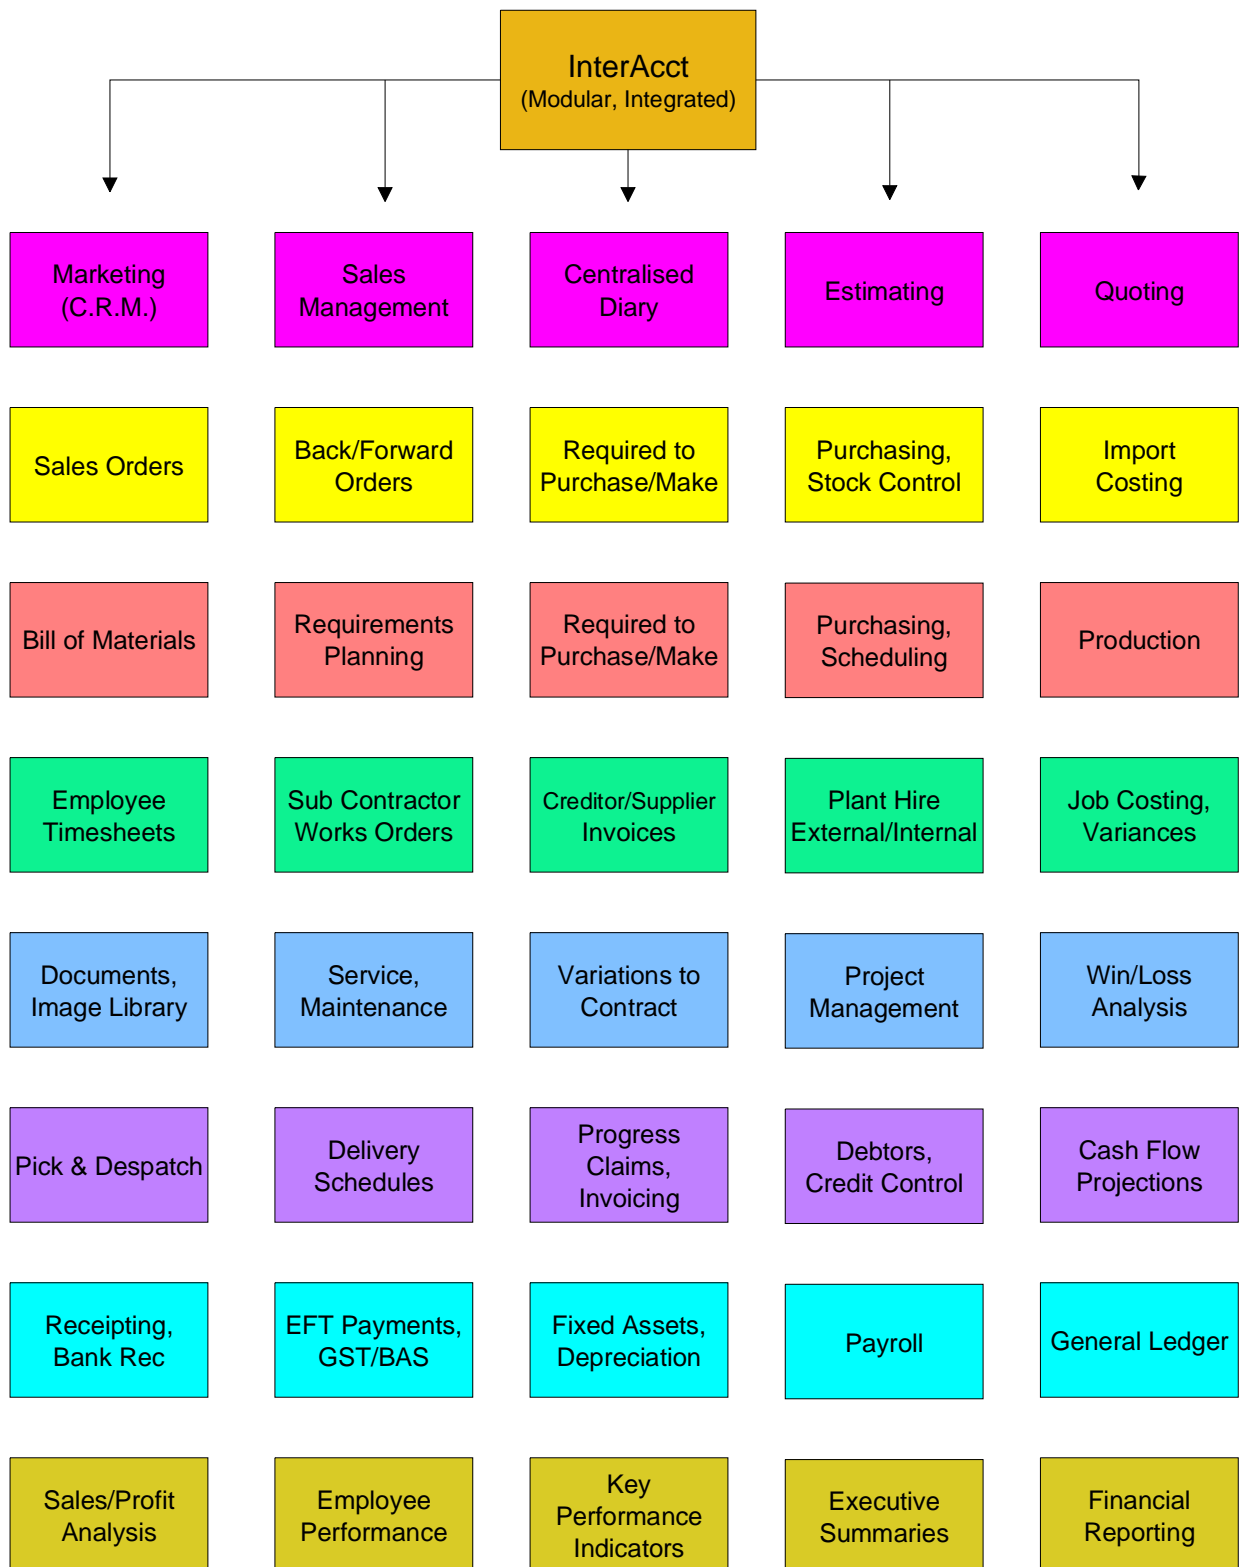 InterAcct
(Modular, Integrated)
Marketing
(C.R.M.)
Sales
Management
Centralised
Diary
Estimating
Quoting
Sales Orders
Back/Forward
Orders
Required to
Purchase/Make
Purchasing,
Stock Control
Import
Costing
Bill of Materials
Requirements
Planning
Required to
Purchase/Make
Purchasing,
Scheduling
Production
Employee
Timesheets
Sub Contractor
Works Orders
Creditor/Supplier
Invoices
Plant Hire
External/Internal
Job Costing,
Variances
Documents,
Image Library
Service,
Maintenance
Variations to
Contract
Project
Management
Win/Loss
Analysis
Pick & Despatch
Delivery
Schedules
Progress
Claims,
Invoicing
Debtors,
Credit Control
Cash Flow
Projections
Receipting,
Bank Rec
EFT Payments,
GST/BAS
Fixed Assets,
Depreciation
Payroll
General Ledger
Sales/Profit
Analysis
Employee
Performance
Key
Performance
Indicators
Executive
Summaries
Financial
Reporting